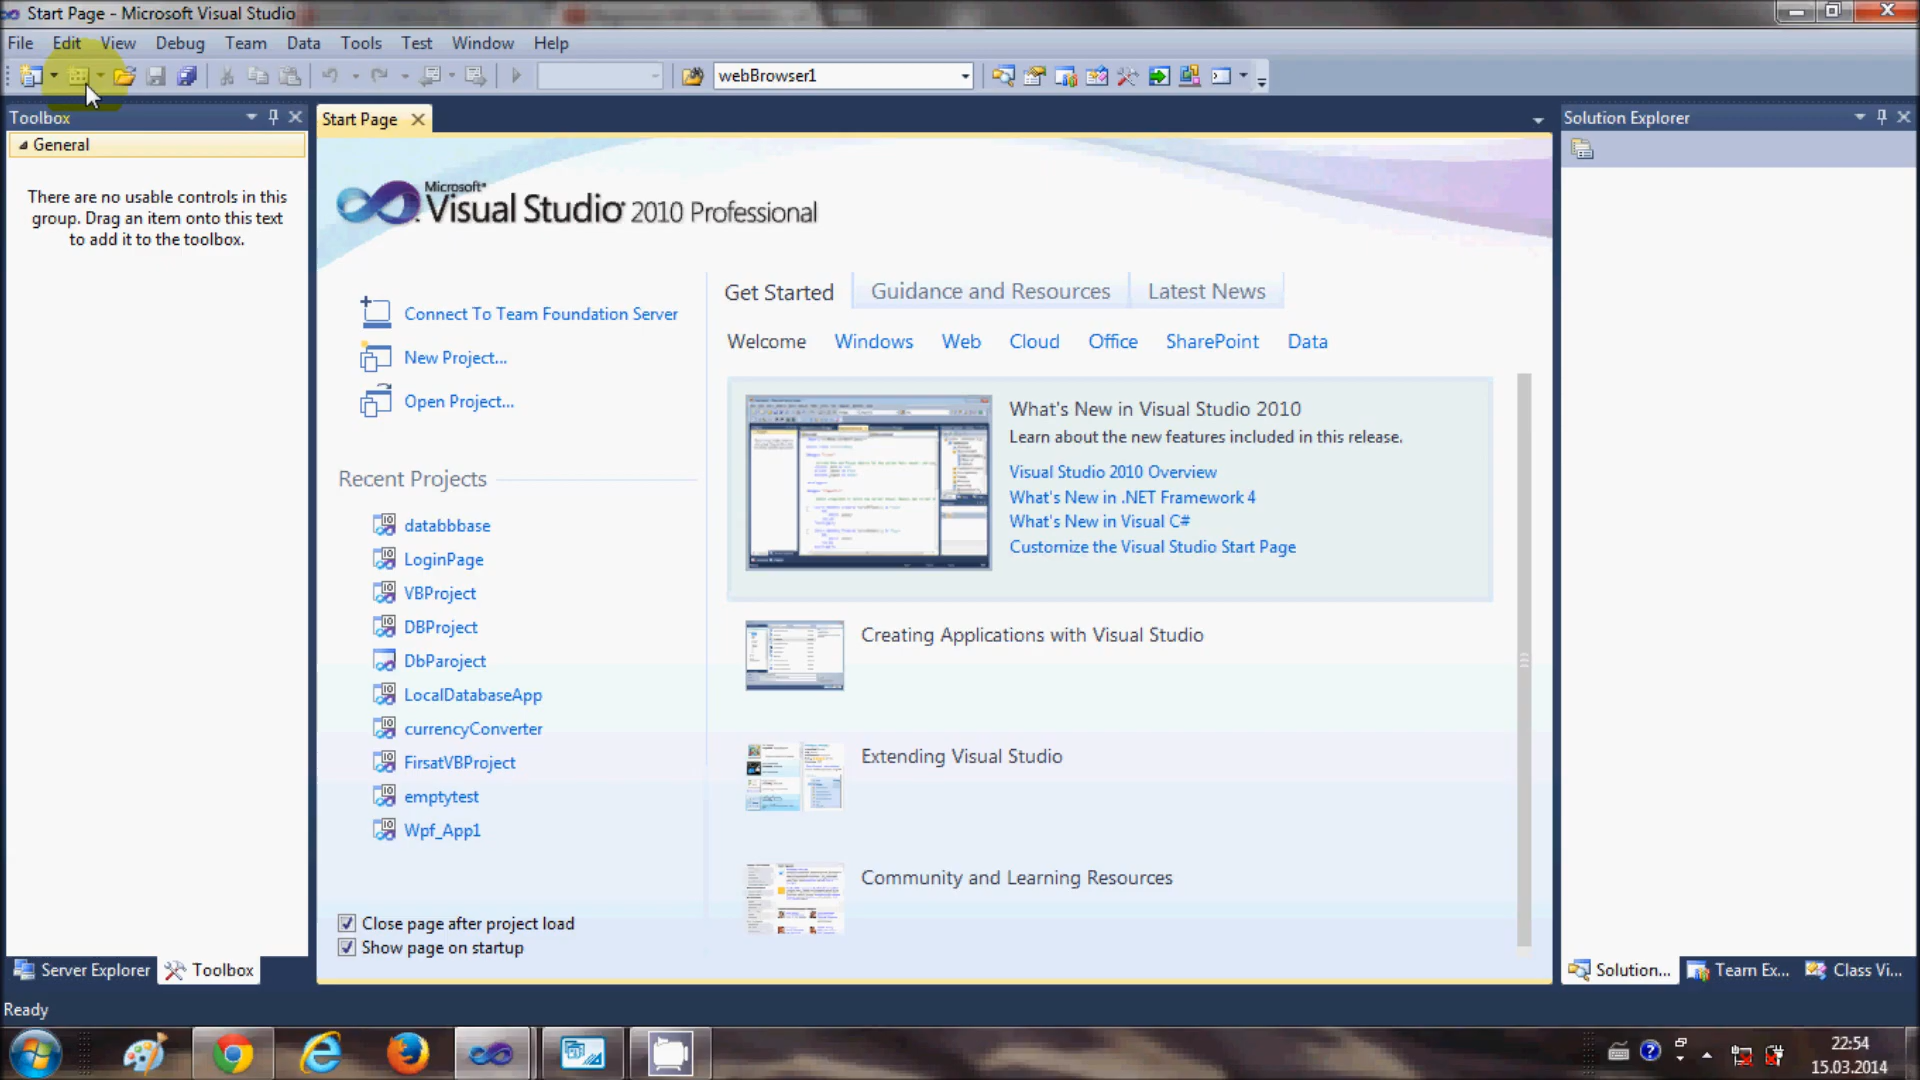 Start Page - Microsoft Visual Studio
File Edit View Debug Team Data Tools Test Window Help
webBrowser1
Toolbox
General
There are no usable controls in this
group. Drag an item onto this text
to add it to the toolbox.
Server Explorer
Toolbox
Start Page
Microsoft®
Visual Studio® 2010 Professional
Connect To Team Foundation Server
New Project...
Open Project...
Recent Projects
databbbase
LoginPage
VBProject
DBProject
DbParoject
LocalDatabaseApp
currencyConverter
FirsatVBProject
emptytest
Wpf_App1
Close page after project load
Show page on startup
Get Started
Guidance and Resources
Latest News
Welcome Windows Web Cloud Office SharePoint Data
What's New in Visual Studio 2010
Learn about the new features included in this release.
Visual Studio 2010 Overview
What's New in .NET Framework 4
What's New in Visual C#
Customize the Visual Studio Start Page
Creating Applications with Visual Studio
Extending Visual Studio
Community and Learning Resources
Solution Explorer
Solution...
Team Ex...
Class Vi...
Ready
22:54
15.03.2014